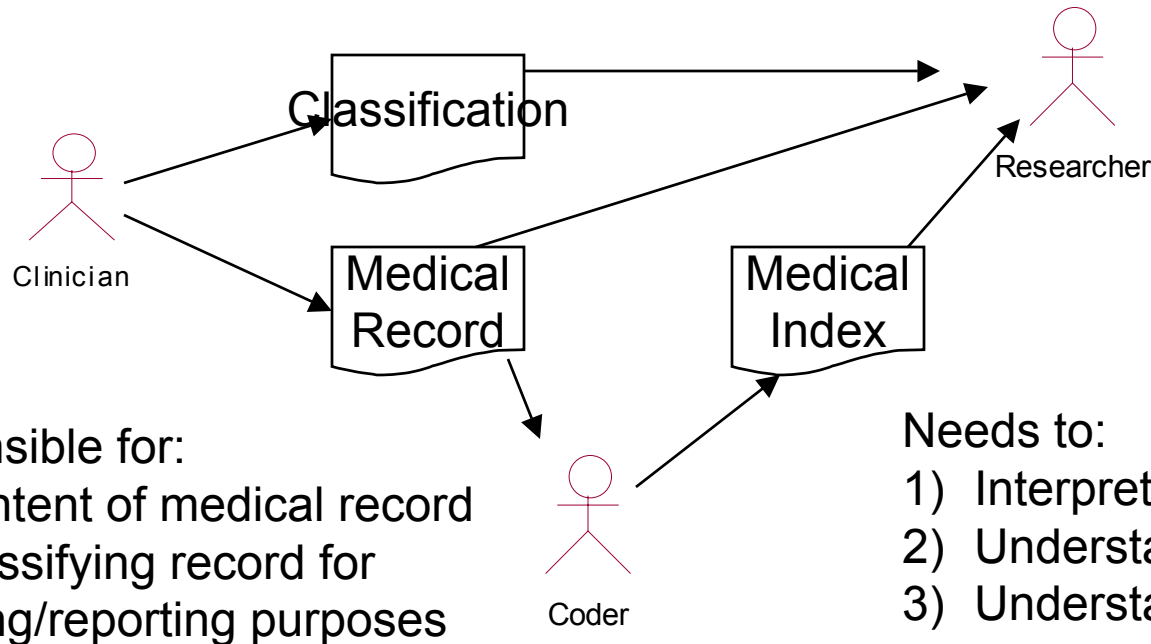 Classification
Researcher
Clinician
Medical
Record
Medical
Index
nsible for:
ntent of medical record
ssifying record for
ng/reporting purposes
Coder
Needs to:
1) Interpret
2) Understa
3) Understa